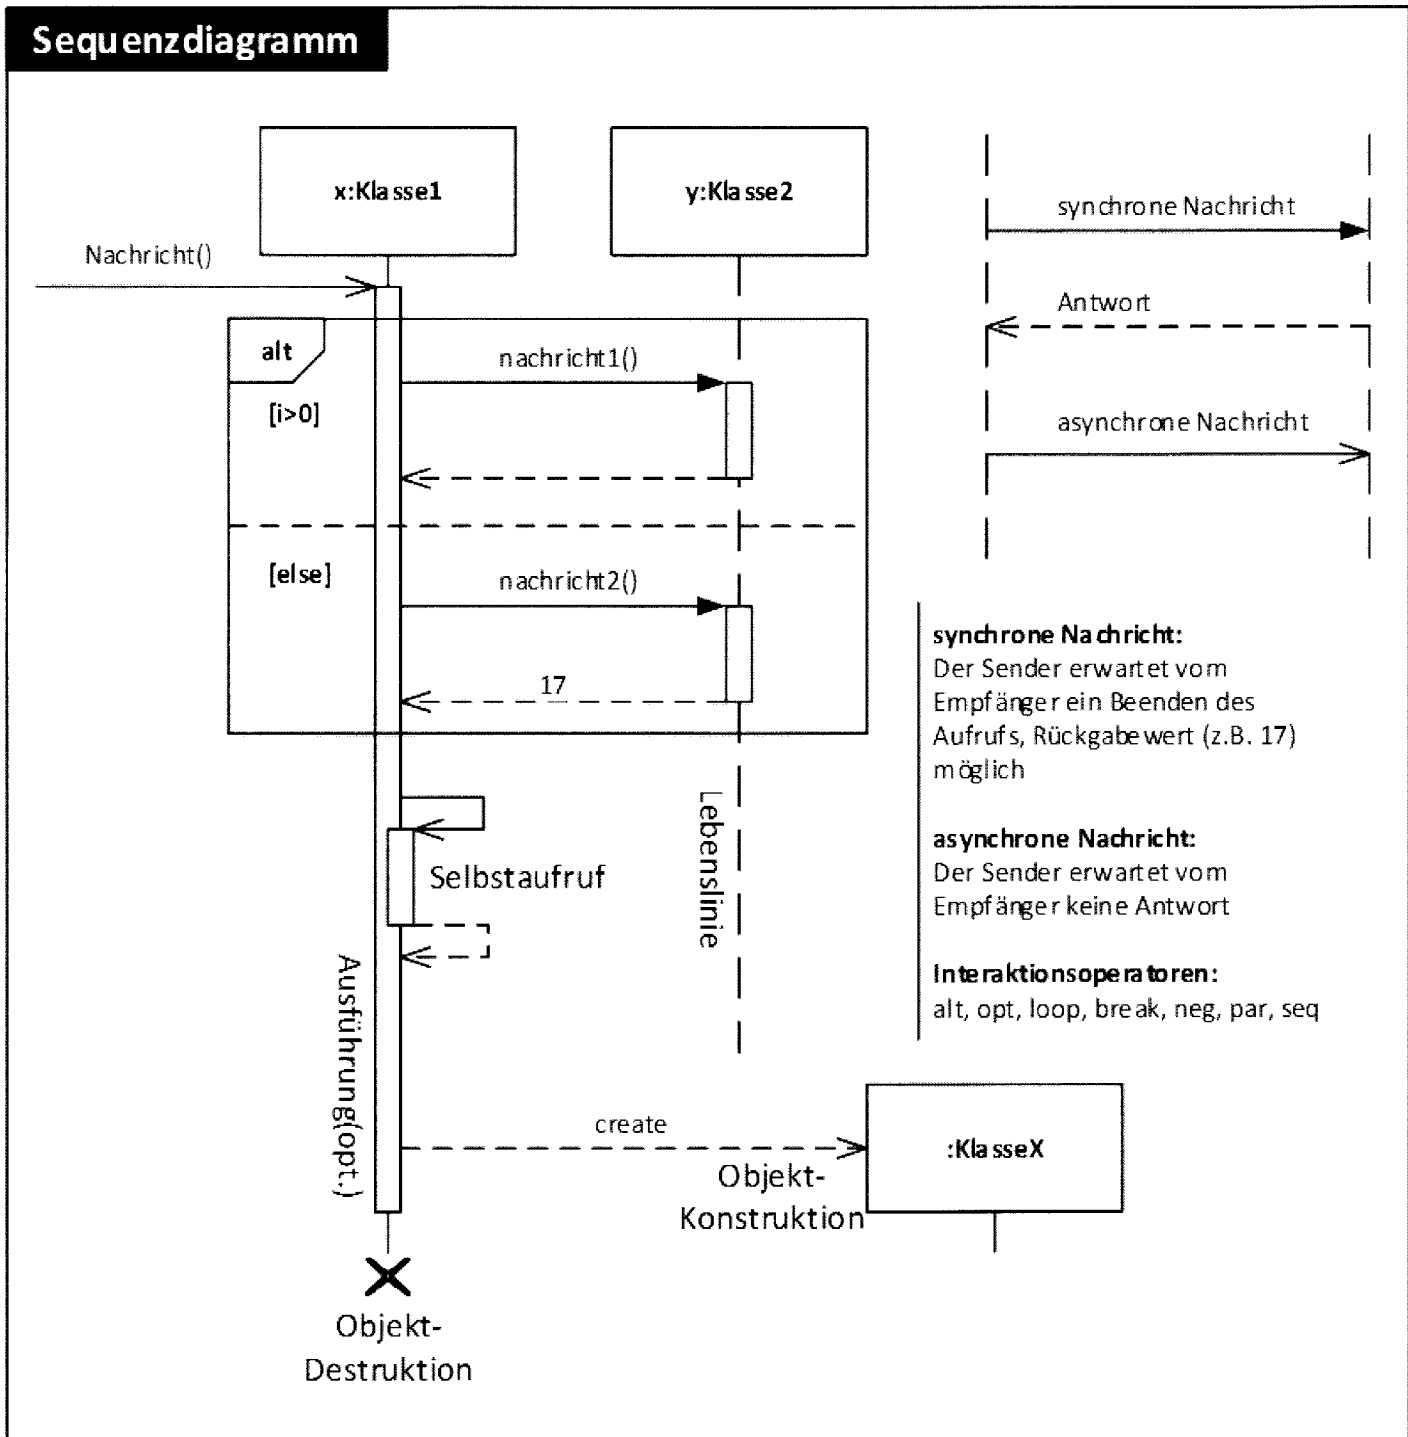 Sequenzdiagramm
x:Klasse1
y:Klasse2
synchrone Nachricht
Nachricht()
Antwort
alt
nachricht1()
[i>0]
asynchrone Nachricht
[else]
nachricht2()
17
synchrone Nachricht:
Der Sender erwartet vom
Empfänger ein Beenden des
Aufrufs, Rückgabewert (z.B. 17)
möglich
Lebenslinie
Selbstaufruf
asynchrone Nachricht:
Der Sender erwartet vom
Empfänger keine Antwort
Interaktionsoperatoren:
alt, opt, loop, break, neg, par, seq
Ausführung(opt.)
create
Objekt-
Konstruktion
:KlasseX
Objekt-
Destruktion